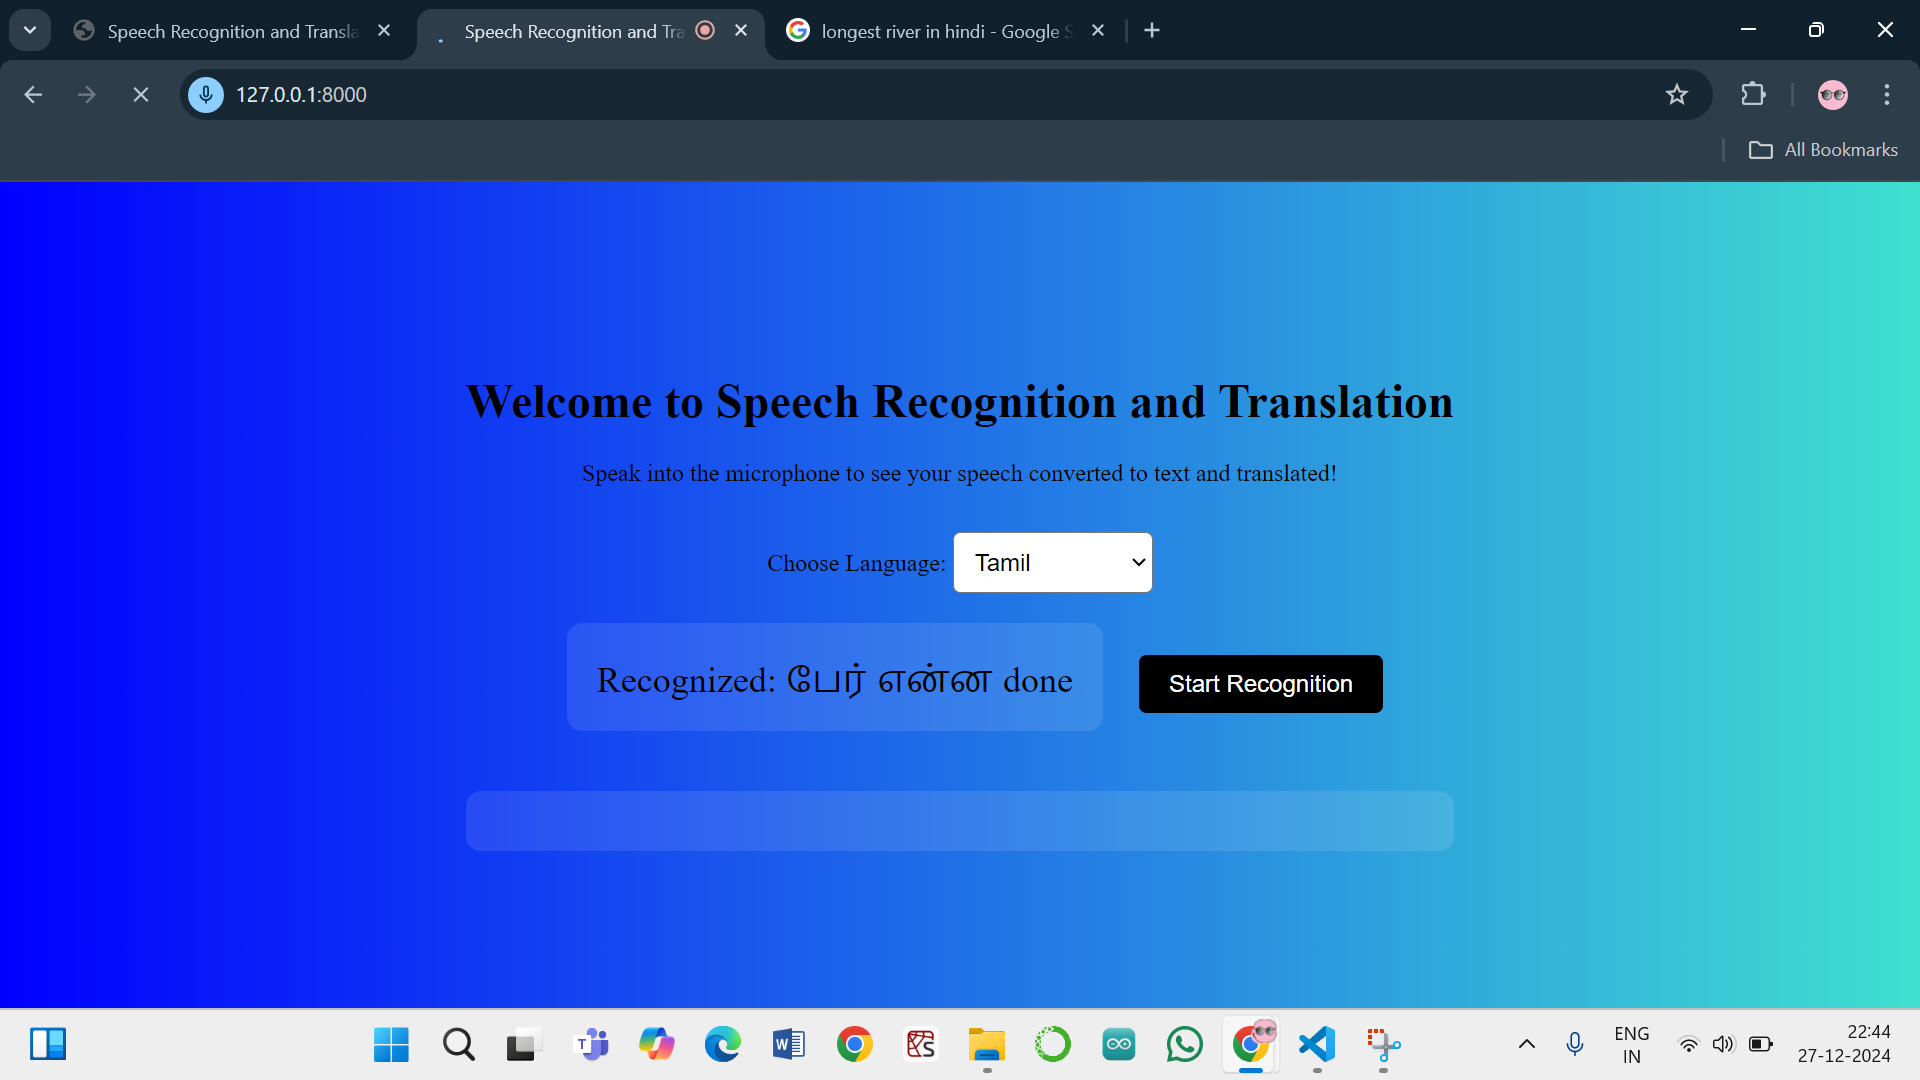 Speech Recognition and Transla
Speech Recognition and Tra
longest river in hindi - Google S
127.0.0.1:8000
All Bookmarks
Welcome to Speech Recognition and Translation
Speak into the microphone to see your speech converted to text and translated!
Choose Language: Tamil
Recognized: பேர் என்ன done
Start Recognition
ENG
IN
22:44
27-12-2024